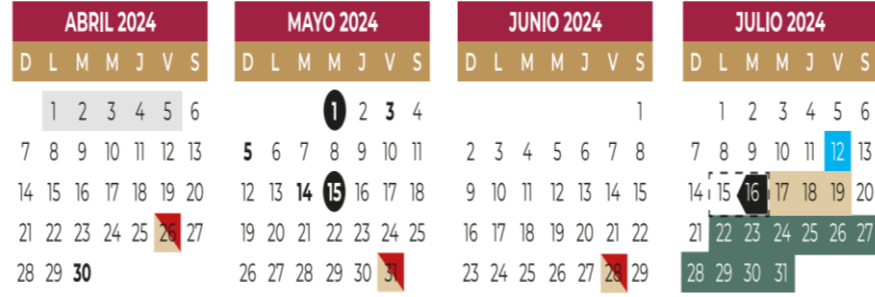 ABRIL 2024
D L M M J V S
1 2 3 4 5 6
7 8 9 10 11 12 13
14 15 16 17 18 19 20
21 22 23 24 25 26 27
28 29 30
MAYO 2024
D L M M J V S
1 2 3 4
5 6 7 8 9 10 11
12 13 14 15 16 17 18
19 20 21 22 23 24 25
26 27 28 29 30 31
JUNIO 2024
D L M M J V S
1
2 3 4 5 6 7 8
9 10 11 12 13 14 15
16 17 18 19 20 21 22
23 24 25 26 27 28 29
JULIO 2024
D L M M J V S
1 2 3 4 5 6
7 8 9 10 11 12 13
14 15 16 17 18 19 20
21 22 23 24 25 26 27
28 29 30 31